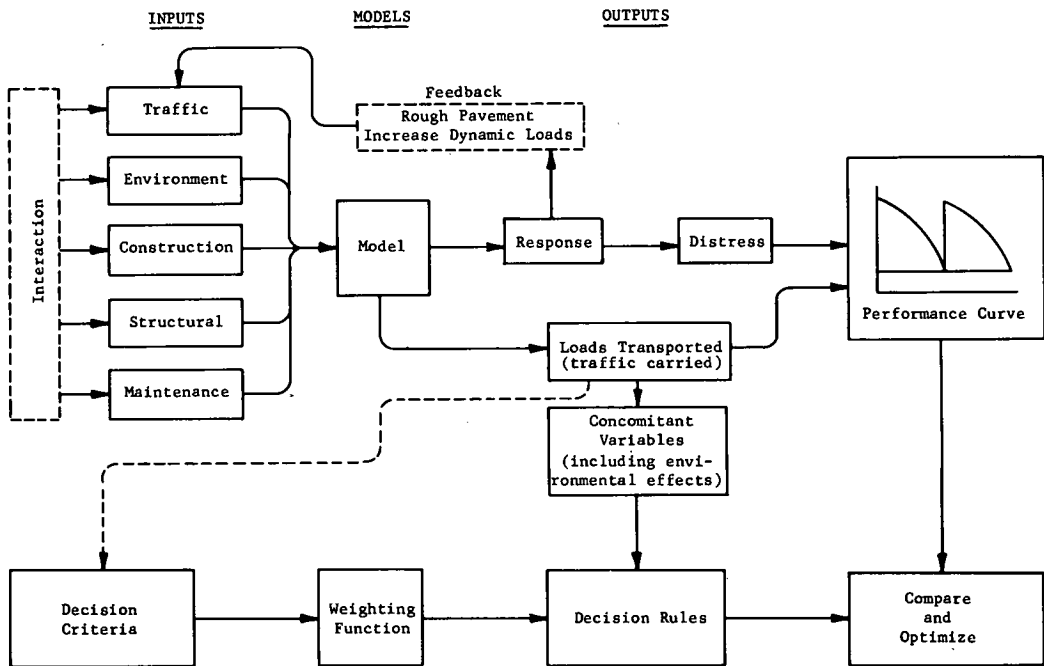 INPUTS
MODELS
OUTPUTS
Interaction
Traffic
Environment
Construction
Structural
Maintenance
Feedback
Rough Pavement
Increase Dynamic Loads
Model
Response
Distress
Performance Curve
Loads Transported
(traffic carried)
Concomitant
Variables
(including envi-
ronmental effects)
Decision
Criteria
Weighting
Function
Decision Rules
Compare
and
Optimize